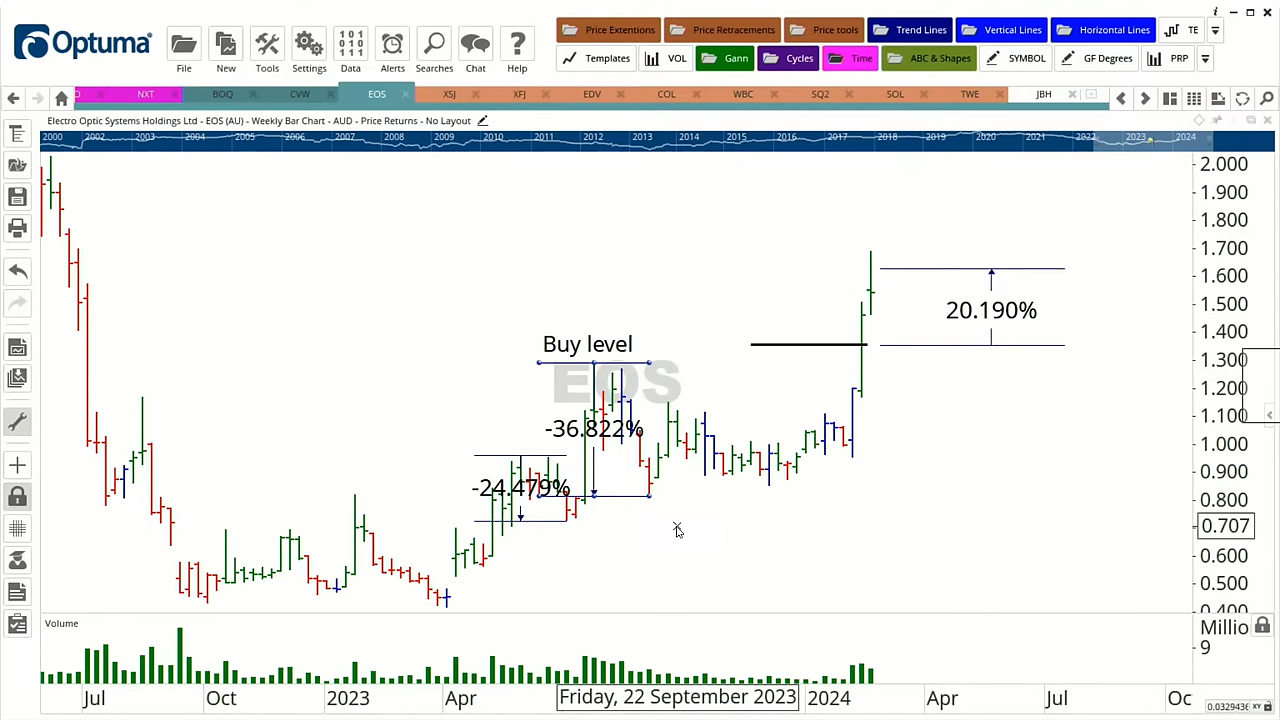 Optuma
File
New
Tools
Settings
Data
Alerts
Searches
Chat
Help
Price Extentions
Price Retracements
Price tools
Trend Lines
Vertical Lines
Horizontal Lines
TE
Templates
VOL
Gann
Cycles
Time
ABC & Shapes
SYMBOL
GF Degrees
PRP
NXT
BOQ
CVW
EOS
XSJ
XFJ
EDV
COL
WBC
SQ2
SOL
TWE
JBH
Electro Optic Systems Holdings Ltd - EOS (AU) - Weekly Bar Chart - AUD - Price Returns - No Layout
2000 2002 2003 2004 2005 2006 2007 2008 2009 2010 2011 2012 2013 2014 2015 2016 2017 2018 2019 2020 2021 2022 2023 2024
2.000
1.900
1.800
1.700
1.600
1.500
1.400
1.300
1.200
1.100
1.000
0.900
0.800
0.707
0.600
0.500
0.400
20.190%
Buy level
EOS
-36.822%
-24.479%
Volume
Millio
9
Jul
Oct
2023
Apr
Friday, 22 September 2023
2024
Apr
Jul
Oc
0.0329436
XY